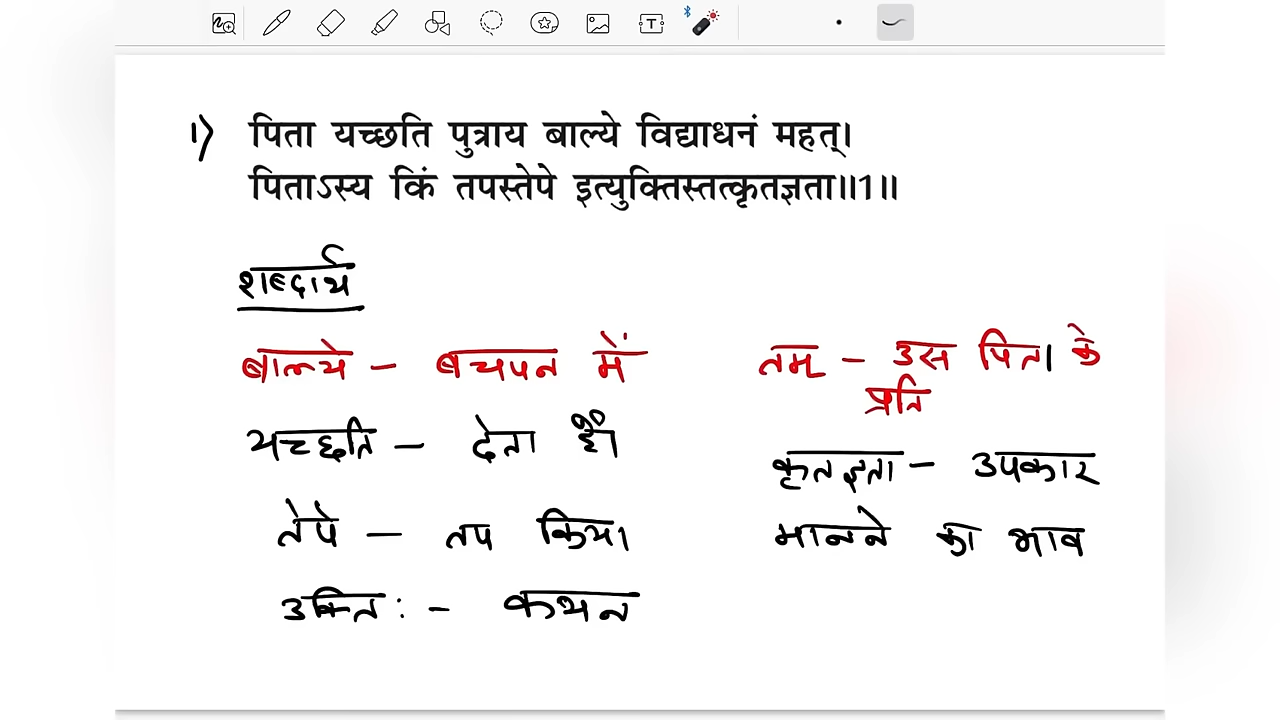 1) पिता यच्छति पुत्राय बाल्ये विद्याधनं महत्।
पिताऽस्य किं तपस्तेपे इत्युक्तिस्तत्कृतज्ञता॥1॥
शब्दार्थ
बाल्ये - बचपन में
यच्छति - देता है।
तेपे - तप किया
उक्तिः - कथन
तम् - उस पिता के
प्रति
कृतज्ञता - उपकार
मानने का भाव